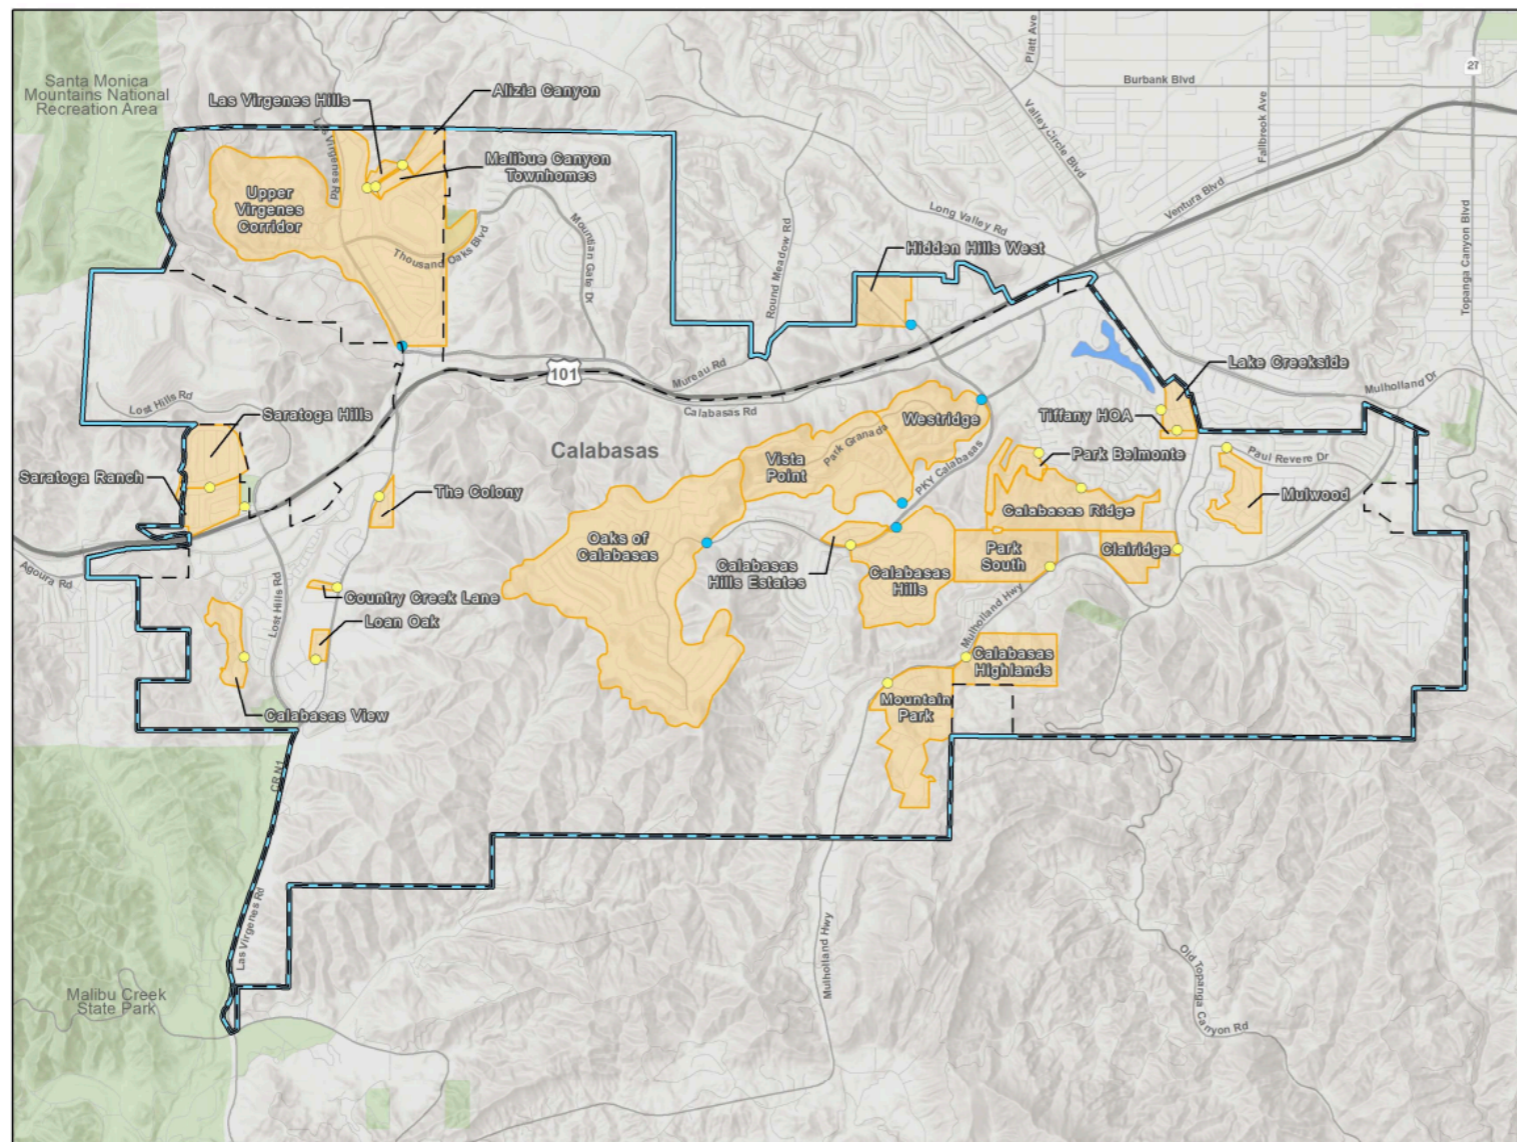 Platt Ave
Burbank Blvd
27
Santa Monica
Mountains National
Recreation Area
Las Virgenes Hills
Alizia Canyon
Valley Circle Blvd
Fallbrook Ave
Las Virgenes Rd
Malibue Canyon
Townhomes
Upper
Virgenes
Corridor
Ventura Blvd
Topanga Canyon Blvd
Long Valley Rd
Mountian Gate Dr
Round Meadow Rd
Thousand Oaks Blvd
Hidden Hills West
Lake Creekside
101
Mureau Rd
Mulholland Dr
Calabasas Rd
Lost Hills Rd
Saratoga Hills
Westridge
Tiffany HOA
Park Granada
Calabasas
Vista
Point
PKY Calabasas
Park Belmonte
Paul Revere Dr
Saratoga Ranch
The Colony
Mulwood
Calabasas Ridge
Oaks of
Calabasas
Park
South
Clairidge
Agoura Rd
Calabasas
Hills Estates
Calabasas
Hills
Country Creek Lane
Lost Hills Rd
Loan Oak
Mulholland Hwy
Calabasas
Highlands
Calabasas View
Mountain
Park
CR N1
Las Virgenes Rd
Mulholland Hwy
Malibu Creek
State Park
Old Topanga Canyon Rd